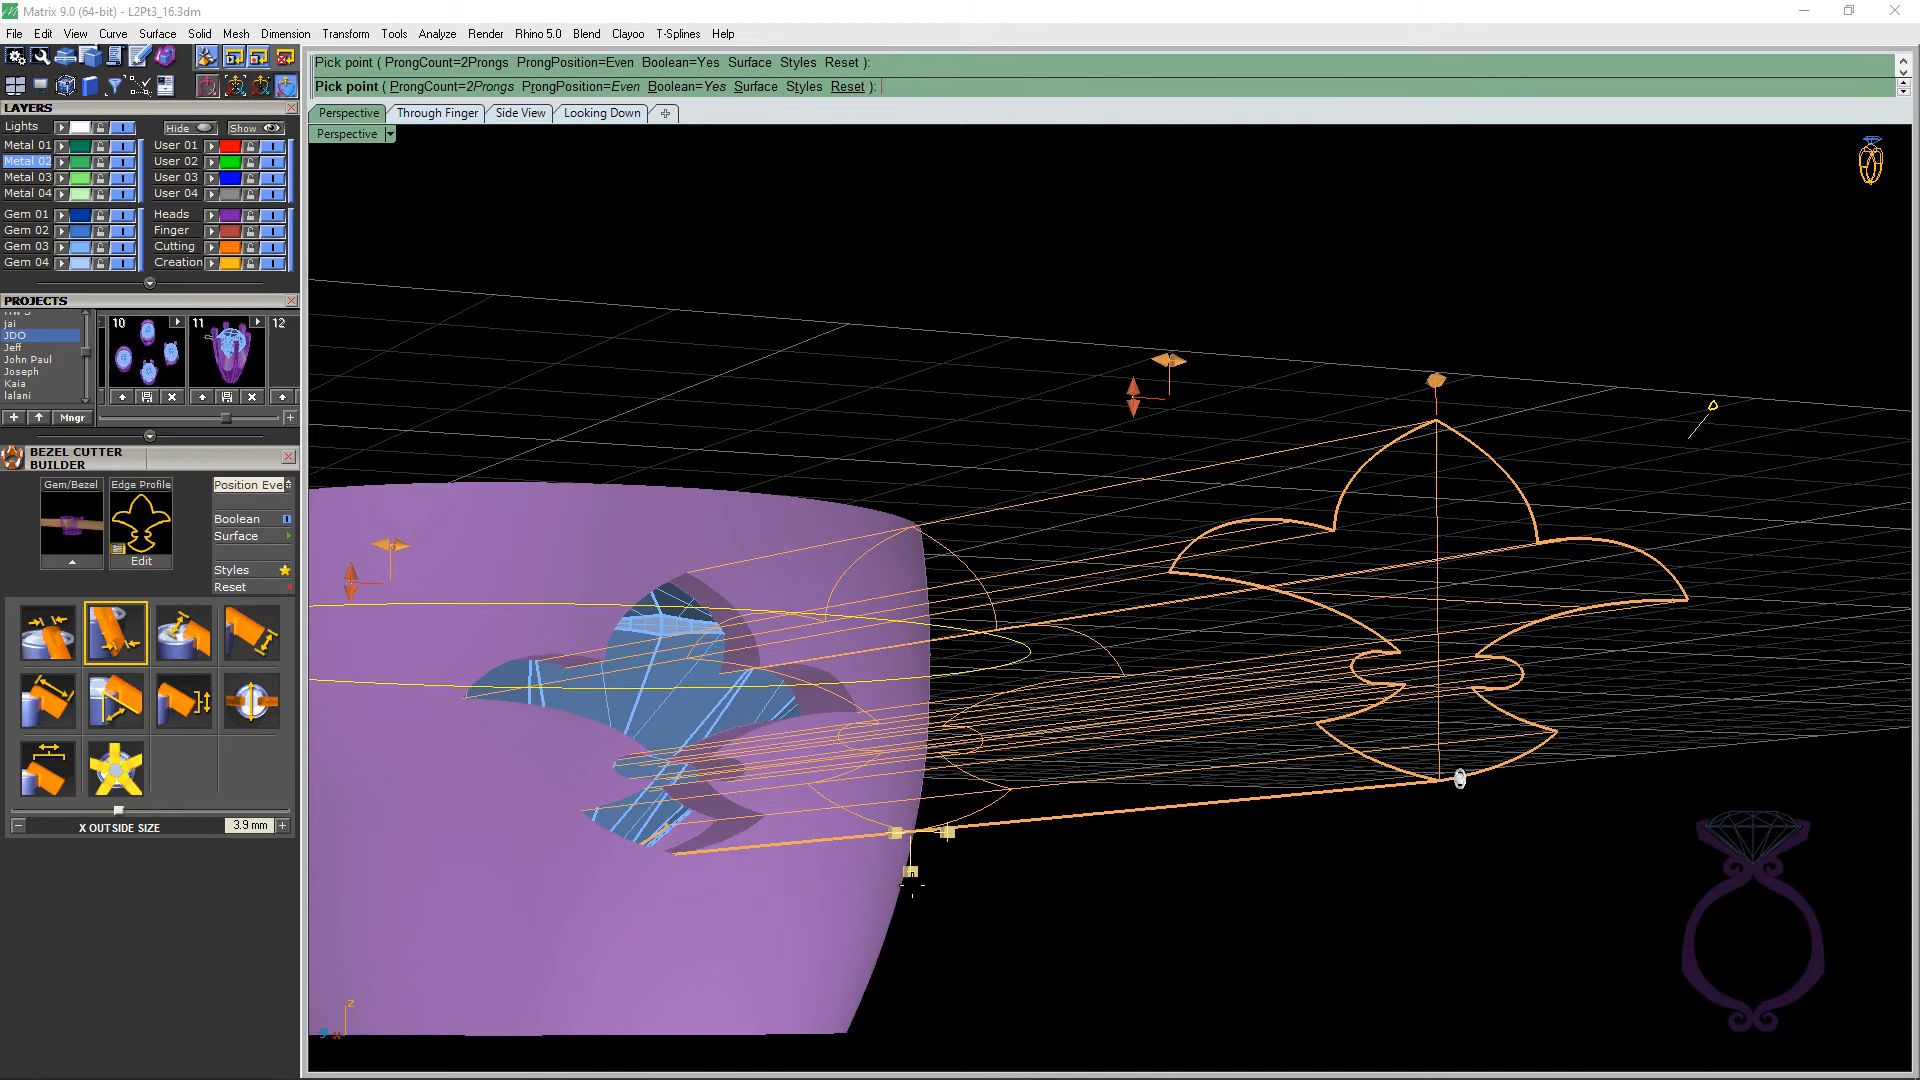 Matrix 9.0 (64-bit) - L2Pt3_16.3dm
File Edit View Curve Surface Solid Mesh Dimension Transform Tools Analyze Render Rhino 5.0 Blend Clayoo T-Splines Help
Pick point ( ProngCount=2Prongs ProngPosition=Even Boolean=Yes Surface Styles Reset ):
Pick point ( ProngCount=2Prongs ProngPosition=Even Boolean=Yes Surface Styles Reset ):
LAYERS
Perspective Through Finger Side View Looking Down
Lights Hide Show
Perspective
Metal 01 User 01
Metal 02 User 02
Metal 03 User 03
Metal 04 User 04
Gem 01 Heads
Gem 02 Finger
Gem 03 Cutting
Gem 04 Creation
PROJECTS
10 11 12
jai
JDO
Jeff
John Paul
Joseph
Kaia
lalani
Mngr
BEZEL CUTTER
BUILDER
Gem/Bezel Edge Profile Position Eve
Boolean
Surface
Edit
Styles
Reset
X OUTSIDE SIZE 3.9 mm
z